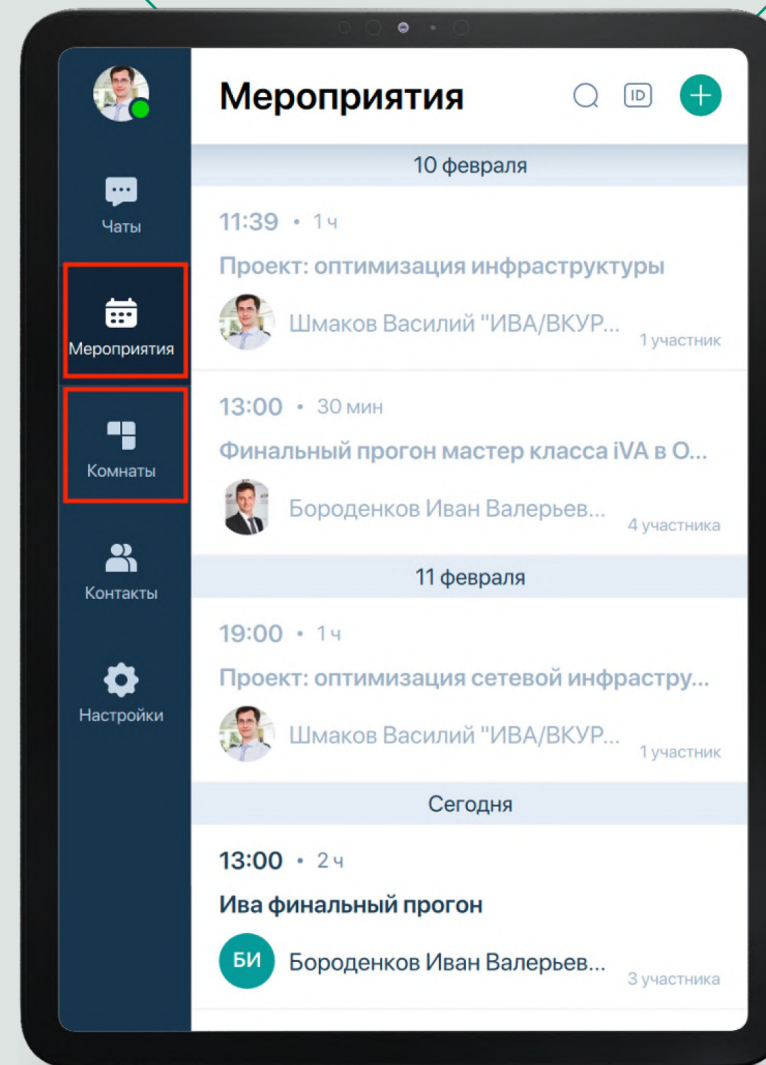 Мероприятия
ID
Чаты
Мероприятия
Комнаты
Контакты
Настройки
10 февраля
11:39 • 1 ч
Проект: оптимизация инфраструктуры
Шмаков Василий "ИВА/ВКУР...
1 участник
13:00 • 30 мин
Финальный прогон мастер класса iVA в О...
Бороденков Иван Валерьев...
4 участника
11 февраля
19:00 • 1 ч
Проект: оптимизация сетевой инфрастру...
Шмаков Василий "ИВА/ВКУР...
1 участник
Сегодня
13:00 • 2 ч
Ива финальный прогон
БИ
Бороденков Иван Валерьев...
3 участника